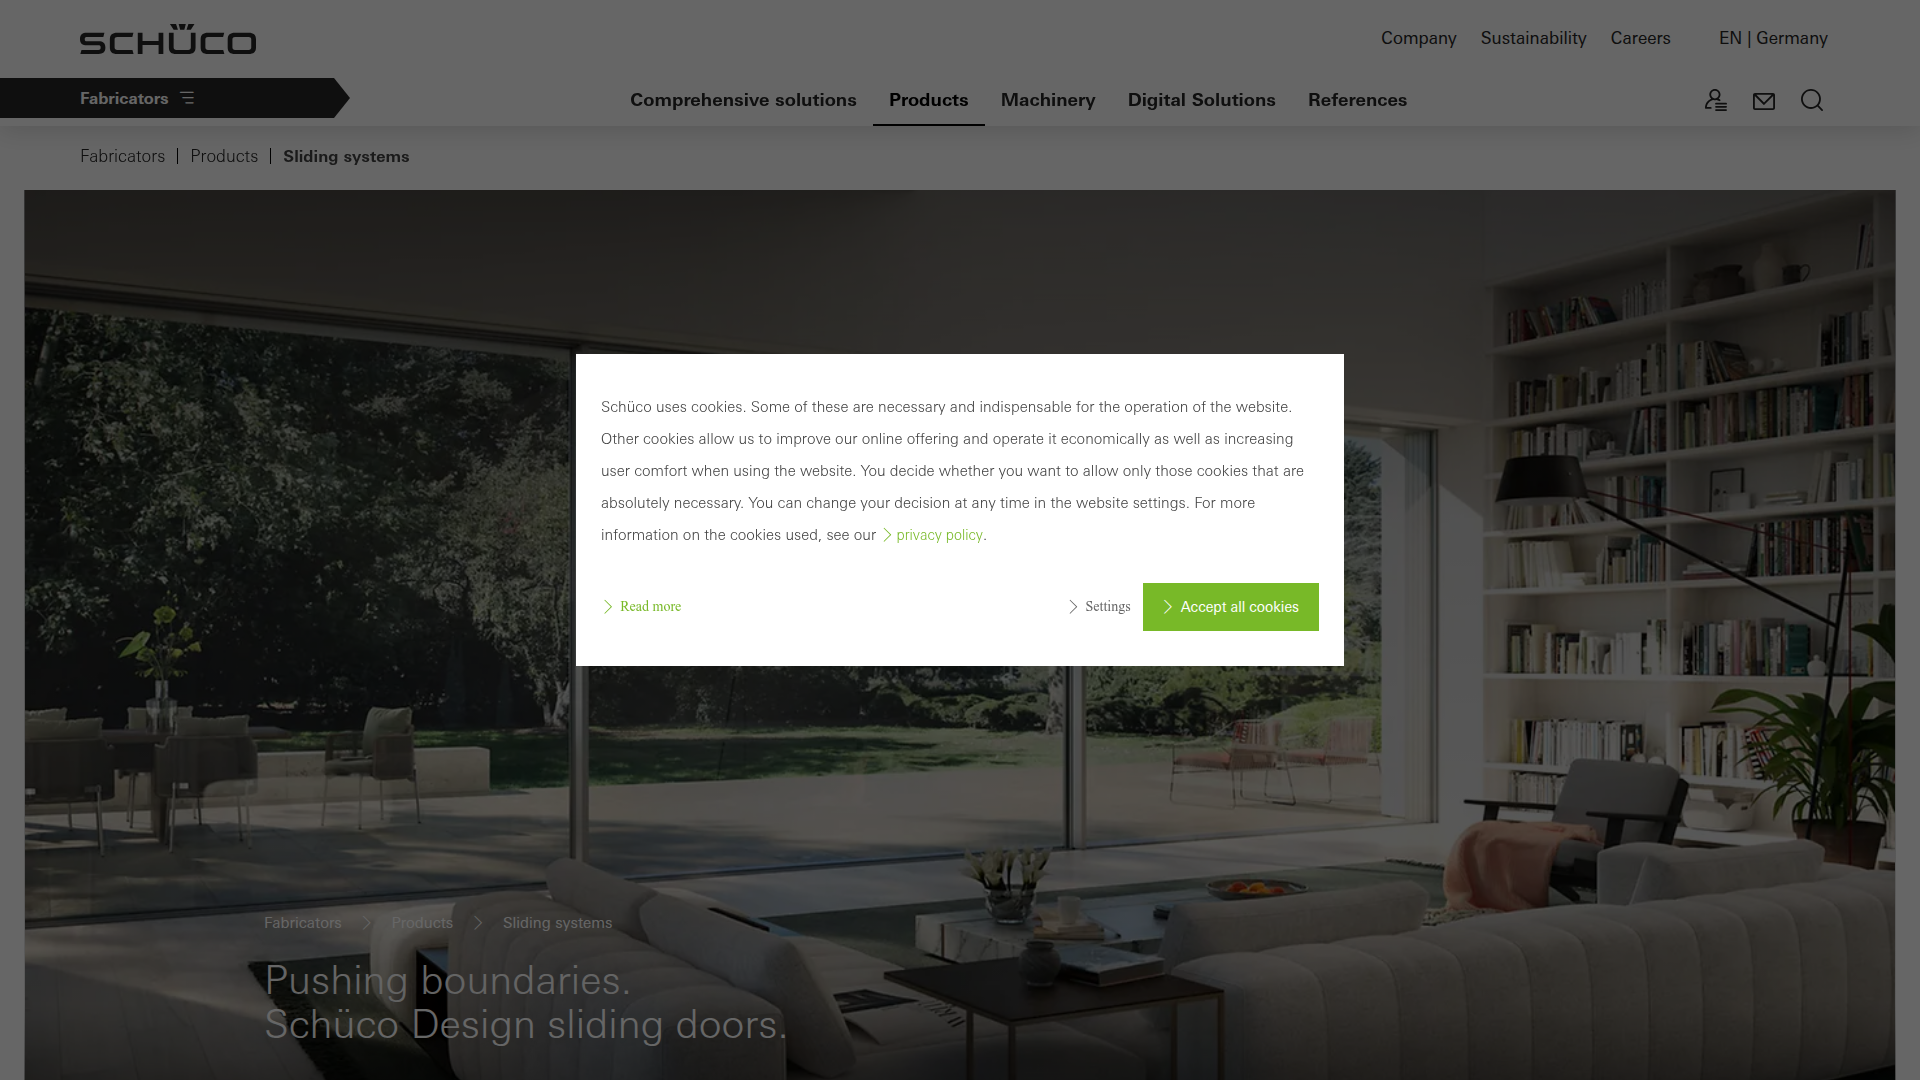 SCHÜCO
Company Sustainability Careers EN | Germany
Fabricators
Comprehensive solutions Products Machinery Digital Solutions References
Fabricators | Products | Sliding systems
Schüco uses cookies. Some of these are necessary and indispensable for the operation of the website.
Other cookies allow us to improve our online offering and operate it economically as well as increasing
user comfort when using the website. You decide whether you want to allow only those cookies that are
absolutely necessary. You can change your decision at any time in the website settings. For more
information on the cookies used, see our privacy policy.
Read more Settings Accept all cookies
Fabricators Products Sliding systems
Pushing boundaries.
Schüco Design sliding doors.